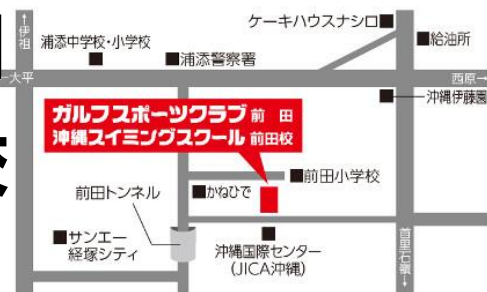 ↑伊祖
浦添中学校・小学校
ケーキハウスナシロ
給油所
浦添警察署
←大平
西原→
沖縄伊藤園
ガルフスポーツクラブ 前 田
沖縄スイミングスクール 前田校
前田小学校
かねひで
前田トンネル
サンエー
経塚シティ
沖縄国際センター
(JICA沖縄)
首里石嶺↓